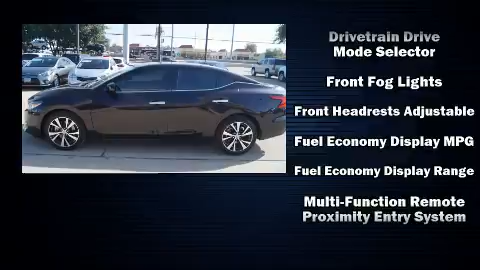 Drivetrain Drive
Mode Selector
Front Fog Lights
Front Headrests Adjustable
Fuel Economy Display MPG
Fuel Economy Display Range
Multi-Function Remote
Proximity Entry System